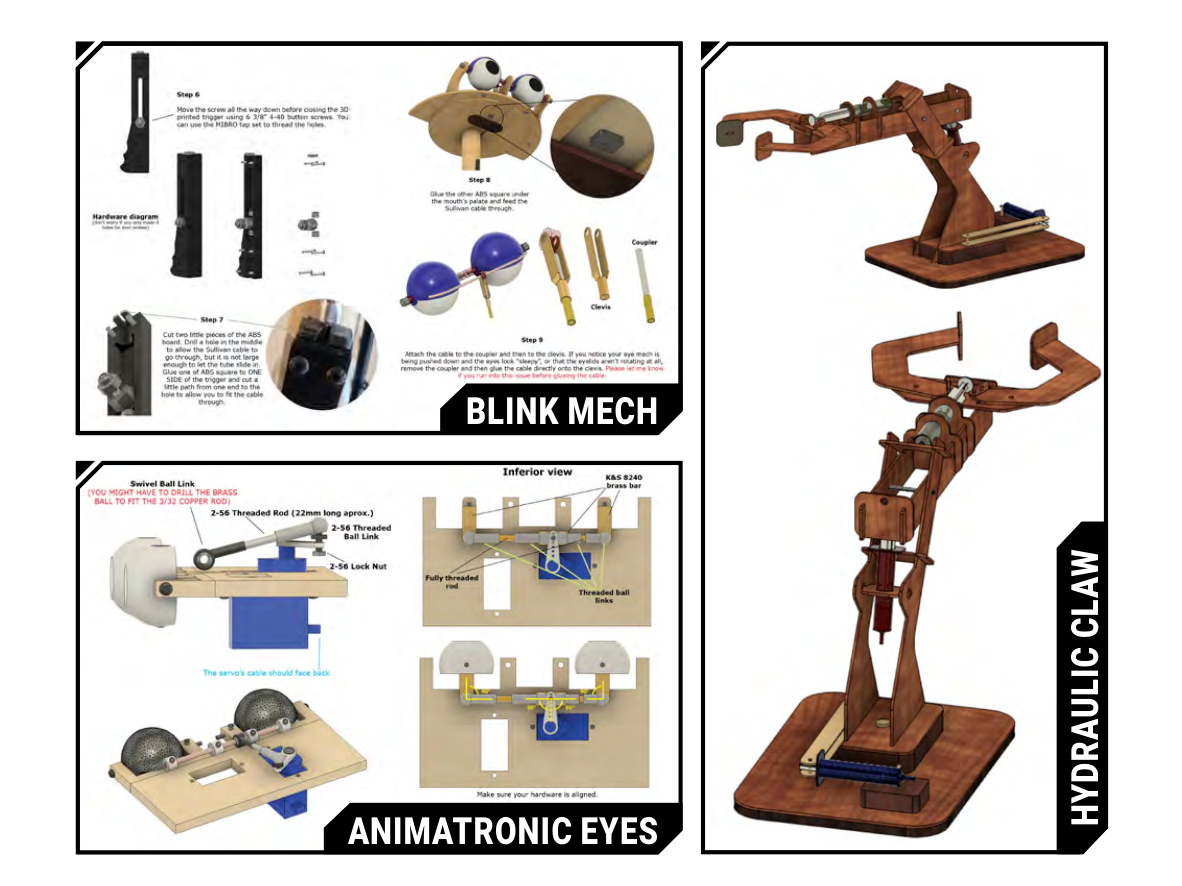 Step 6
Move the screw all the way down before closing the 3D
printed trigger using 6 3/8" 4-40 button screws. You
can use the MIBRO tap set to thread the holes.
Hardware diagram
(don't worry if you only made 4
holes for pvot screws)
Step 7
Cut two little pieces of the ABS
board. Drill a hole in the middle
to allow the Sullivan cable to
go through, but it is not large
enough to let the tube slide in.
Glue one of ABS square to ONE
SIDE of the trigger and cut a
little path from one end to the
hole to allow you to fit the cable
through.
Step 8
Glue the other ABS square under
the mouth's palate and feed the
Sullivan cable through.
Coupler
Clevis
Step 9
Attach the cable to the coupler and then to the clevis. If you notice your eye mech is
being pushed down and the eyes look "sleepy", or that the eyelids aren't rotating at all,
remove the coupler and then glue the cable directly onto the clevis. Please let me know
if you run into this issue before glueing the cable.
BLINK MECH
Swivel Ball Link
(YOU MIGHT HAVE TO DRILL THE BRASS
BALL TO FIT THE 3/32 COPPER ROD)
2-56 Threaded Rod (22mm long aprox.)
2-56 Threaded
Ball Link
2-56 Lock Nut
The servo's cable should face back
Inferior view
K&S 8240
brass bar
Fully threaded
rod
Threaded ball
links
90°
90°
90°
90°
Make sure your hardware is aligned.
ANIMATRONIC EYES
HYDRAULIC CLAW